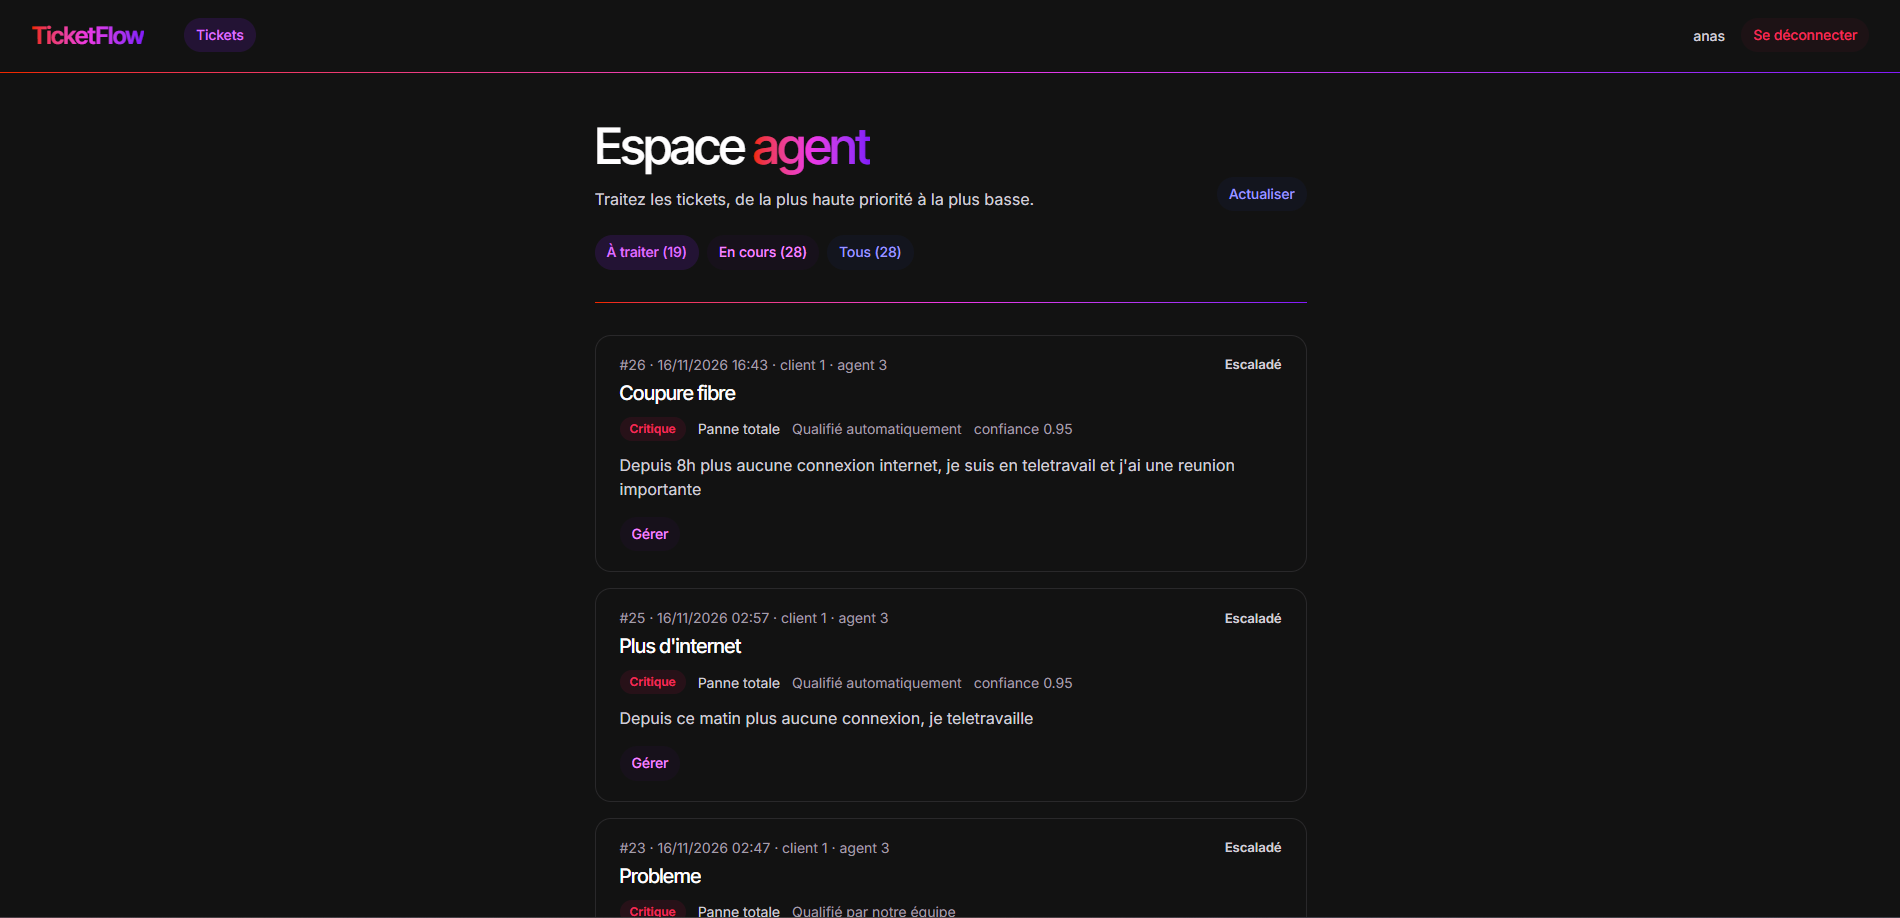 TicketFlow Tickets anas Se déconnecter
Espace agent
Traitez les tickets, de la plus haute priorité à la plus basse.
Actualiser
À traiter (19) En cours (28) Tous (28)
#26 · 16/11/2026 16:43 · client 1 · agent 3 Escaladé
Coupure fibre
Critique Panne totale Qualifié automatiquement confiance 0.95
Depuis 8h plus aucune connexion internet, je suis en teletravail et j'ai une reunion
importante
Gérer
#25 · 16/11/2026 02:57 · client 1 · agent 3 Escaladé
Plus d'internet
Critique Panne totale Qualifié automatiquement confiance 0.95
Depuis ce matin plus aucune connexion, je teletravaille
Gérer
#23 · 16/11/2026 02:47 · client 1 · agent 3 Escaladé
Probleme
Critique Panne totale Qualifié par notre équipe